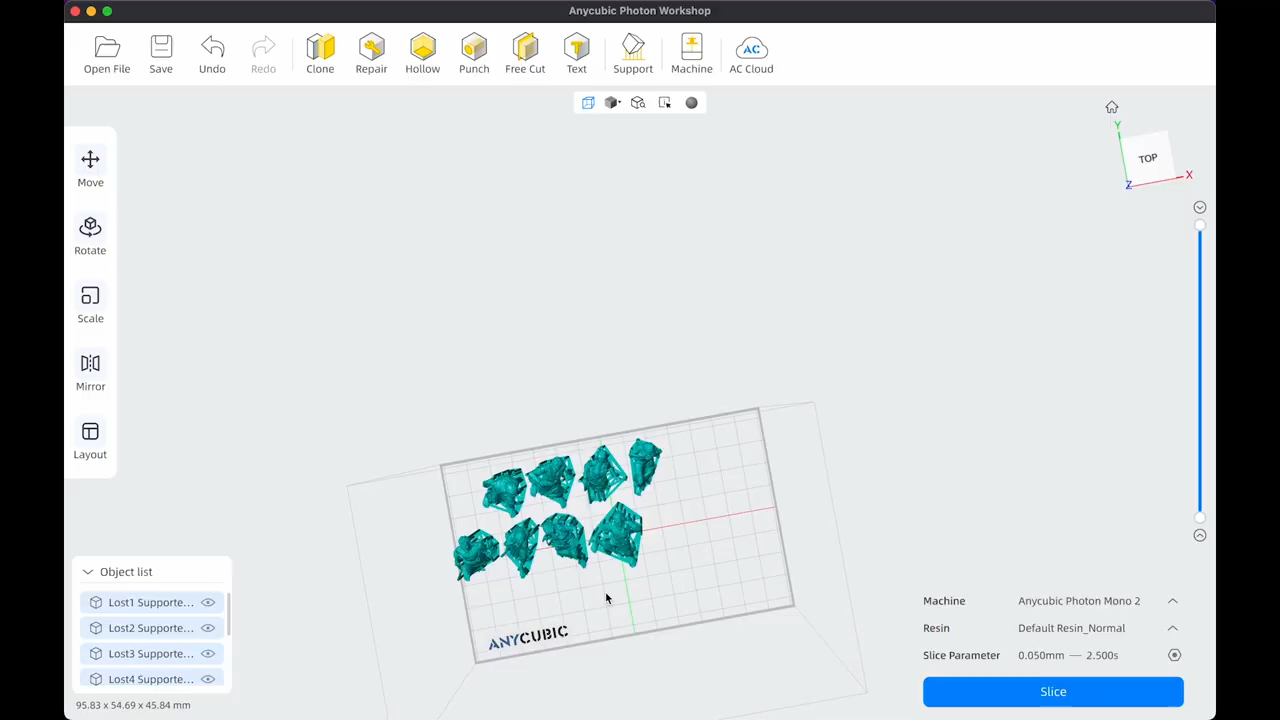 Anycubic Photon Workshop
Open File Save Undo Redo Clone Repair Hollow Punch Free Cut Text Support Machine AC Cloud
AC
T
Y
TOP
X
Z
Move
Rotate
Scale
Mirror
Layout
ANYCUBIC
Object list
Lost1 Supporte...
Lost2 Supporte...
Lost3 Supporte...
Lost4 Supporte...
95.83 x 54.69 x 45.84 mm
Machine Anycubic Photon Mono 2
Resin Default Resin_Normal
Slice Parameter 0.050mm — 2.500s
Slice